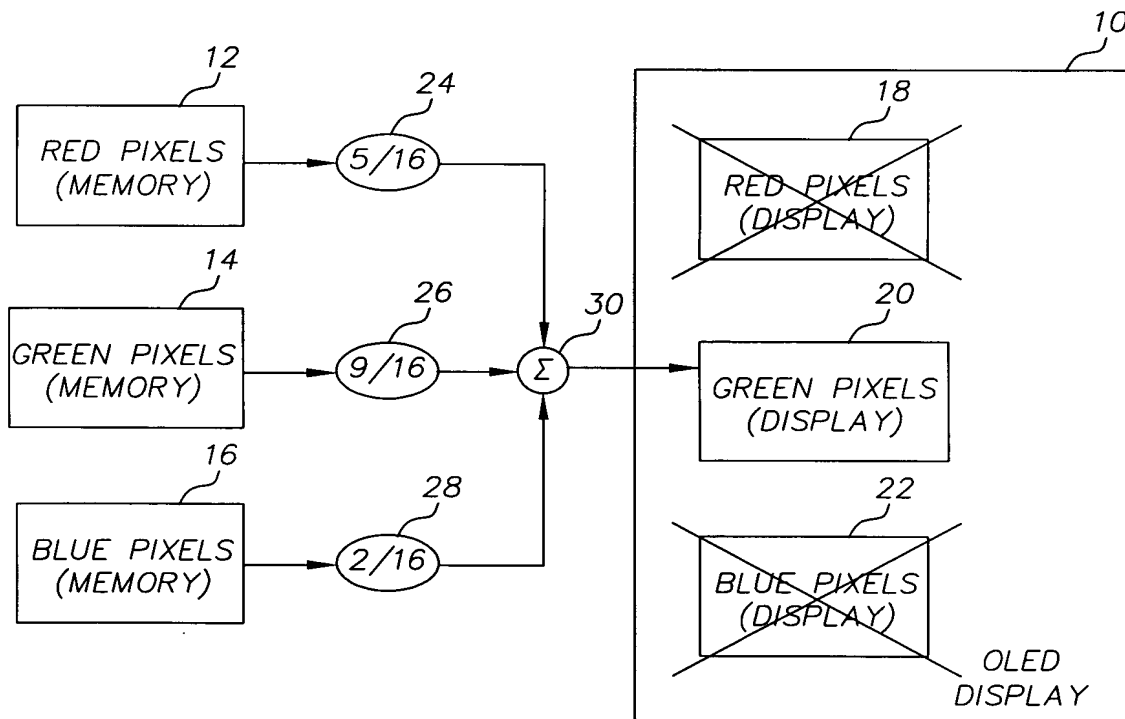 10
12
24
18
RED PIXELS
(MEMORY)
5/16
RED PIXELS
(DISPLAY)
14
26
30
20
GREEN PIXELS
(MEMORY)
9/16
Σ
GREEN PIXELS
(DISPLAY)
16
28
22
BLUE PIXELS
(MEMORY)
2/16
BLUE PIXELS
(DISPLAY)
OLED
DISPLAY